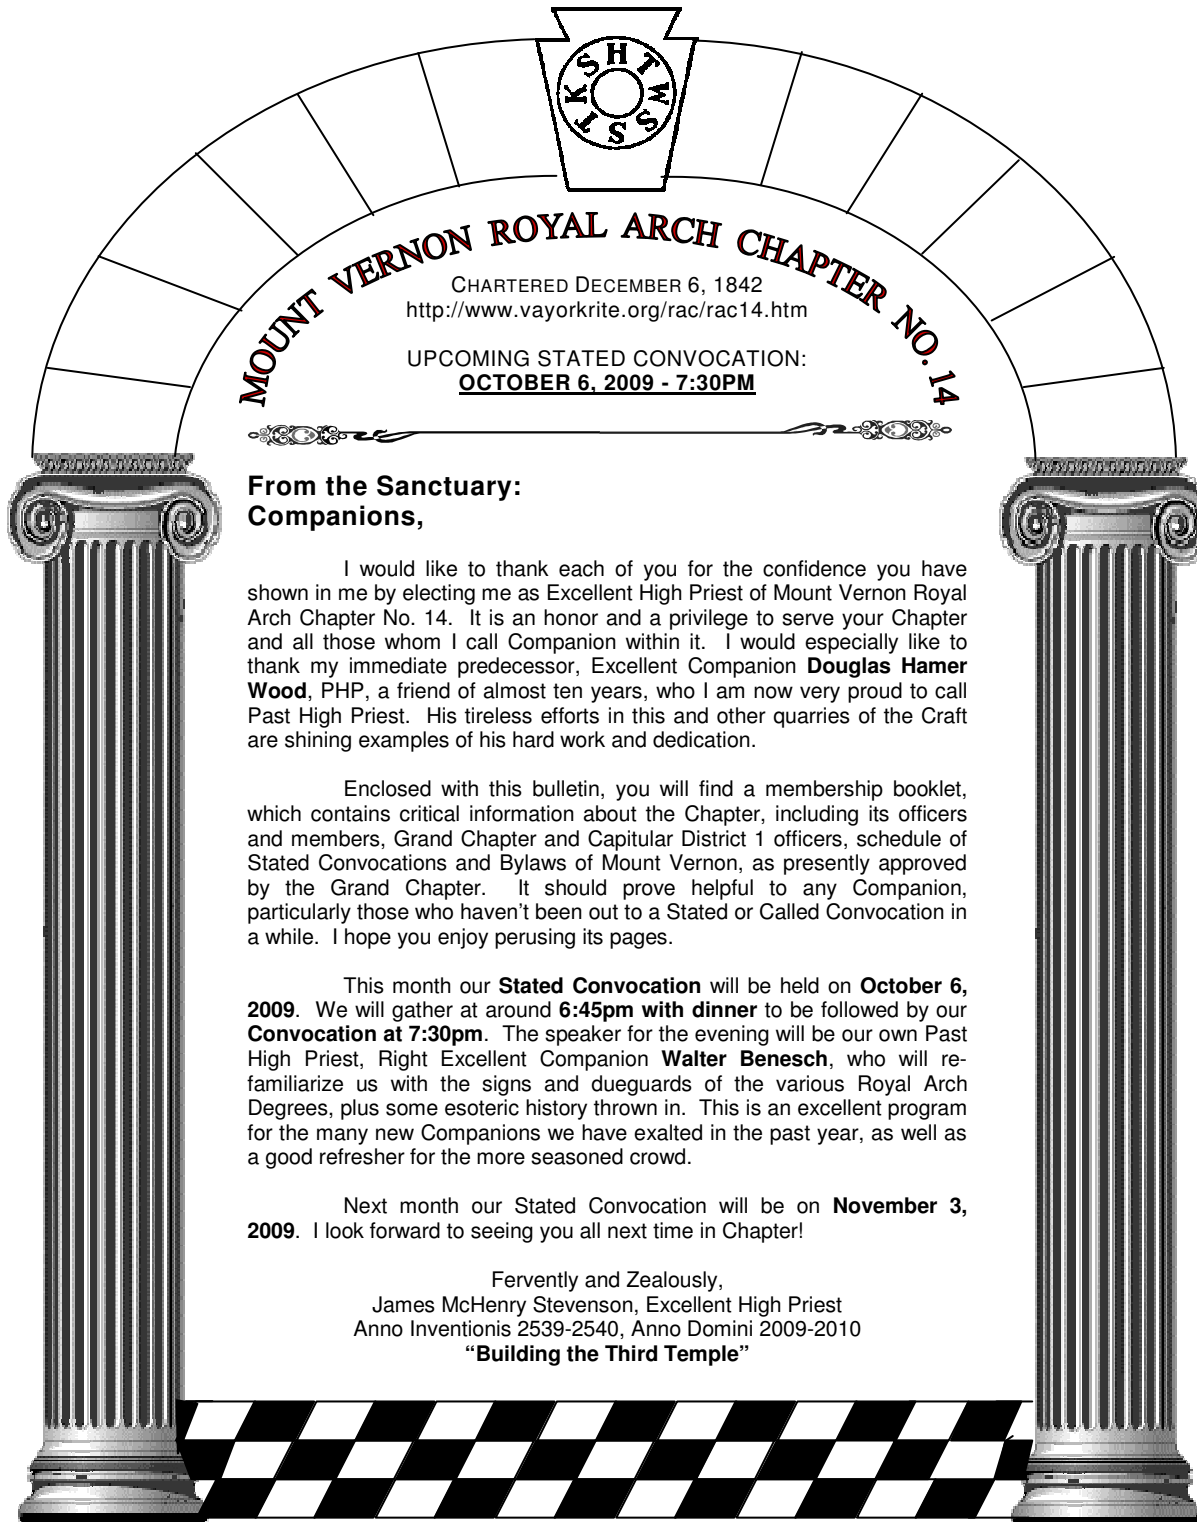 H T W S S T K S
MOUNT VERNON ROYAL ARCH CHAPTER NO. 14
CHARTERED DECEMBER 6, 1842
http://www.vayorkrite.org/rac/rac14.htm
UPCOMING STATED CONVOCATION:
OCTOBER 6, 2009 - 7:30PM
From the Sanctuary:
Companions,
I would like to thank each of you for the confidence you have
shown in me by electing me as Excellent High Priest of Mount Vernon Royal
Arch Chapter No. 14. It is an honor and a privilege to serve your Chapter
and all those whom I call Companion within it. I would especially like to
thank my immediate predecessor, Excellent Companion Douglas Hamer
Wood, PHP, a friend of almost ten years, who I am now very proud to call
Past High Priest. His tireless efforts in this and other quarries of the Craft
are shining examples of his hard work and dedication.
Enclosed with this bulletin, you will find a membership booklet,
which contains critical information about the Chapter, including its officers
and members, Grand Chapter and Capitular District 1 officers, schedule of
Stated Convocations and Bylaws of Mount Vernon, as presently approved
by the Grand Chapter. It should prove helpful to any Companion,
particularly those who haven’t been out to a Stated or Called Convocation in
a while. I hope you enjoy perusing its pages.
This month our Stated Convocation will be held on October 6,
2009. We will gather at around 6:45pm with dinner to be followed by our
Convocation at 7:30pm. The speaker for the evening will be our own Past
High Priest, Right Excellent Companion Walter Benesch, who will re-
familiarize us with the signs and dueguards of the various Royal Arch
Degrees, plus some esoteric history thrown in. This is an excellent program
for the many new Companions we have exalted in the past year, as well as
a good refresher for the more seasoned crowd.
Next month our Stated Convocation will be on November 3,
2009. I look forward to seeing you all next time in Chapter!
Fervently and Zealously,
James McHenry Stevenson, Excellent High Priest
Anno Inventionis 2539-2540, Anno Domini 2009-2010
“Building the Third Temple”